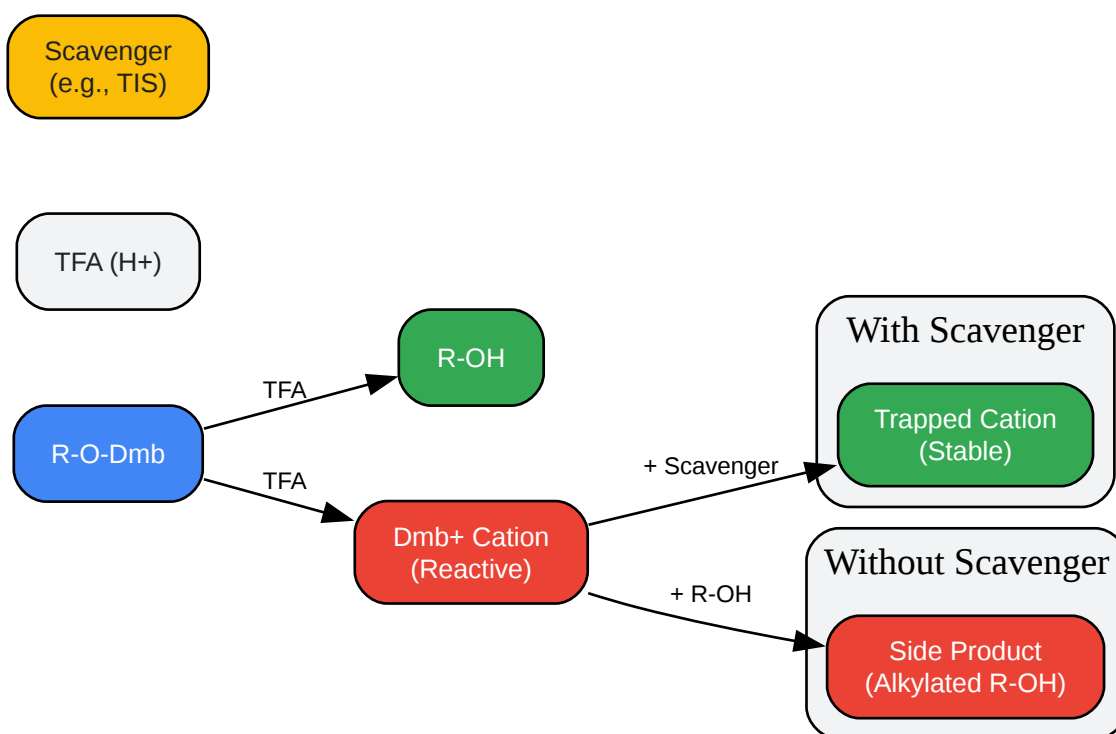 Scavenger
(e.g., TIS)
TFA (H+)
R-OH
TFA
R-O-Dmb
TFA
Dmb+ Cation
(Reactive)
+ Scavenger
With Scavenger
Trapped Cation
(Stable)
+ R-OH
Without Scavenger
Side Product
(Alkylated R-OH)